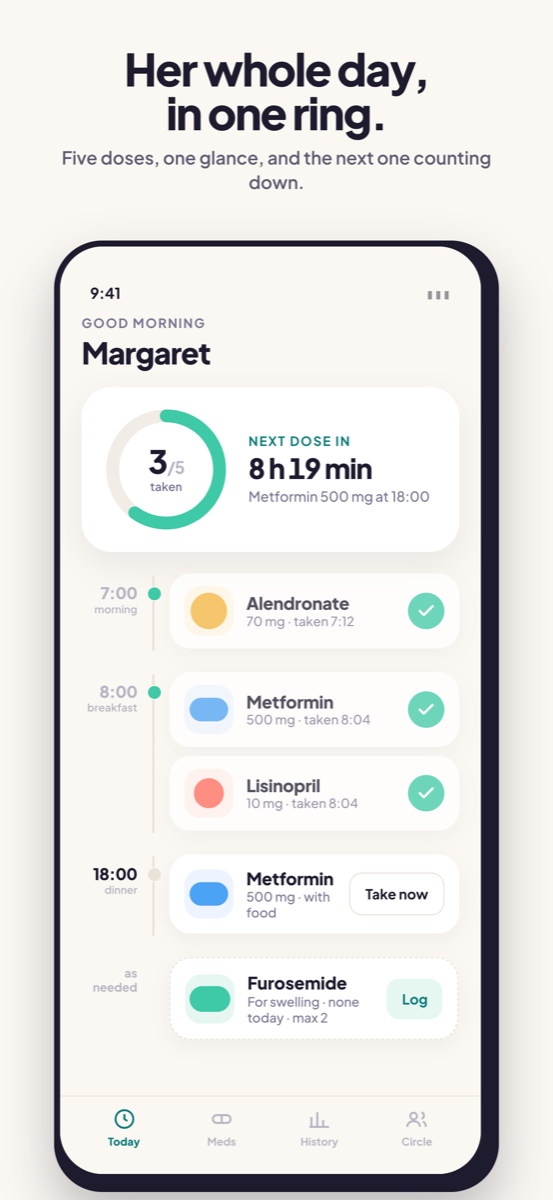 Her whole day,
in one ring.
Five doses, one glance, and the next one counting
down.
9:41
GOOD MORNING
Margaret
3/5
taken
NEXT DOSE IN
8 h 19 min
Metformin 500 mg at 18:00
7:00
morning
Alendronate
70 mg · taken 7:12
8:00
breakfast
Metformin
500 mg · taken 8:04
Lisinopril
10 mg · taken 8:04
18:00
dinner
Metformin
500 mg · with
food
Take now
as
needed
Furosemide
For swelling · none
today · max 2
Log
Today
Meds
History
Circle